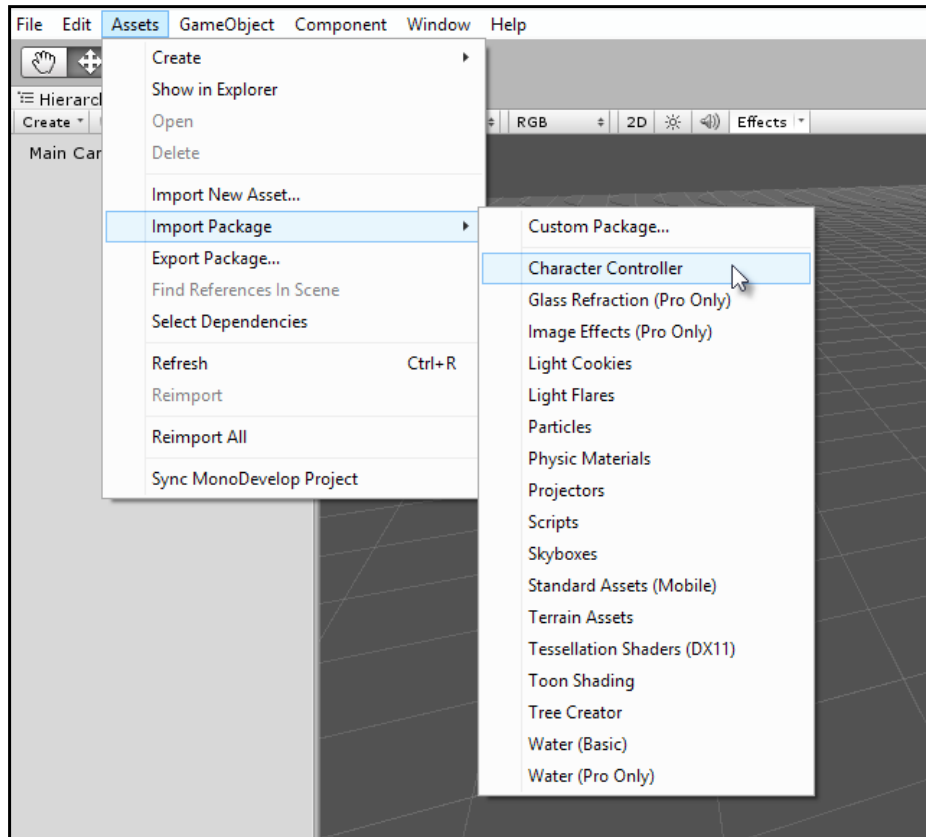 File Edit Assets GameObject Component Window Help
Create
Show in Explorer
Hierarc
Create
Open
RGB
2D
Effects
Main Car
Delete
Import New Asset...
Import Package
Export Package...
Find References In Scene
Select Dependencies
Refresh Ctrl+R
Reimport
Reimport All
Sync MonoDevelop Project
Custom Package...
Character Controller
Glass Refraction (Pro Only)
Image Effects (Pro Only)
Light Cookies
Light Flares
Particles
Physic Materials
Projectors
Scripts
Skyboxes
Standard Assets (Mobile)
Terrain Assets
Tessellation Shaders (DX11)
Toon Shading
Tree Creator
Water (Basic)
Water (Pro Only)